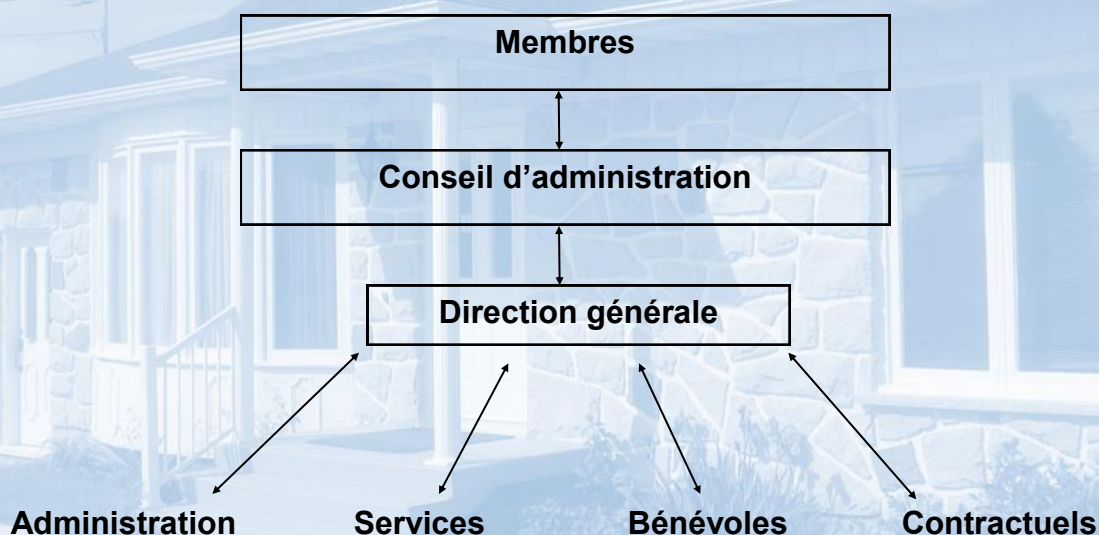 Membres
Conseil d’administration
Direction générale
Administration Services Bénévoles Contractuels